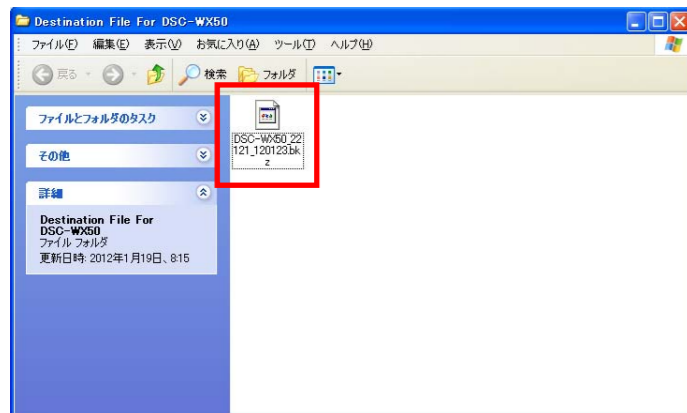 Destination File For DSC-WX50
ファイル(F) 編集(E) 表示(V) お気に入り(A) ツール(T) ヘルプ(H)
戻る 検索 フォルダ
ファイルとフォルダのタスク
その他
詳細
Destination File For
DSC-WX50
ファイル フォルダ
更新日時: 2012年1月19日、8:15
DSC-WX50_22
121_120123.bk
z